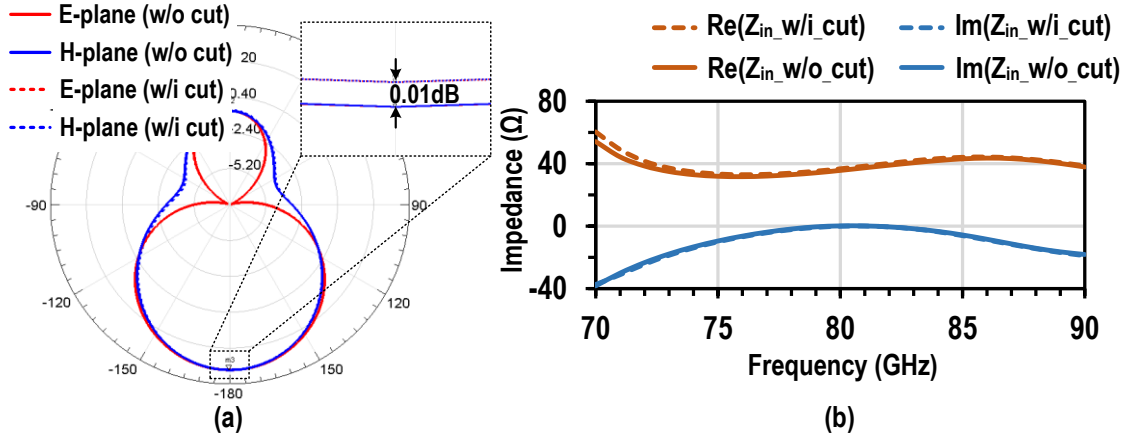 E-plane (w/o cut)
H-plane (w/o cut)
E-plane (w/i cut)
H-plane (w/i cut)
20
0.40
-2.40
-5.20
-90
90
-120
120
-150
150
-180
m3
0.01dB
(a)
Re(Zin_w/i_cut)
Im(Zin_w/i_cut)
Re(Zin_w/o_cut)
Im(Zin_w/o_cut)
Impedance (Ω)
80
40
0
-40
70
75
80
85
90
Frequency (GHz)
(b)